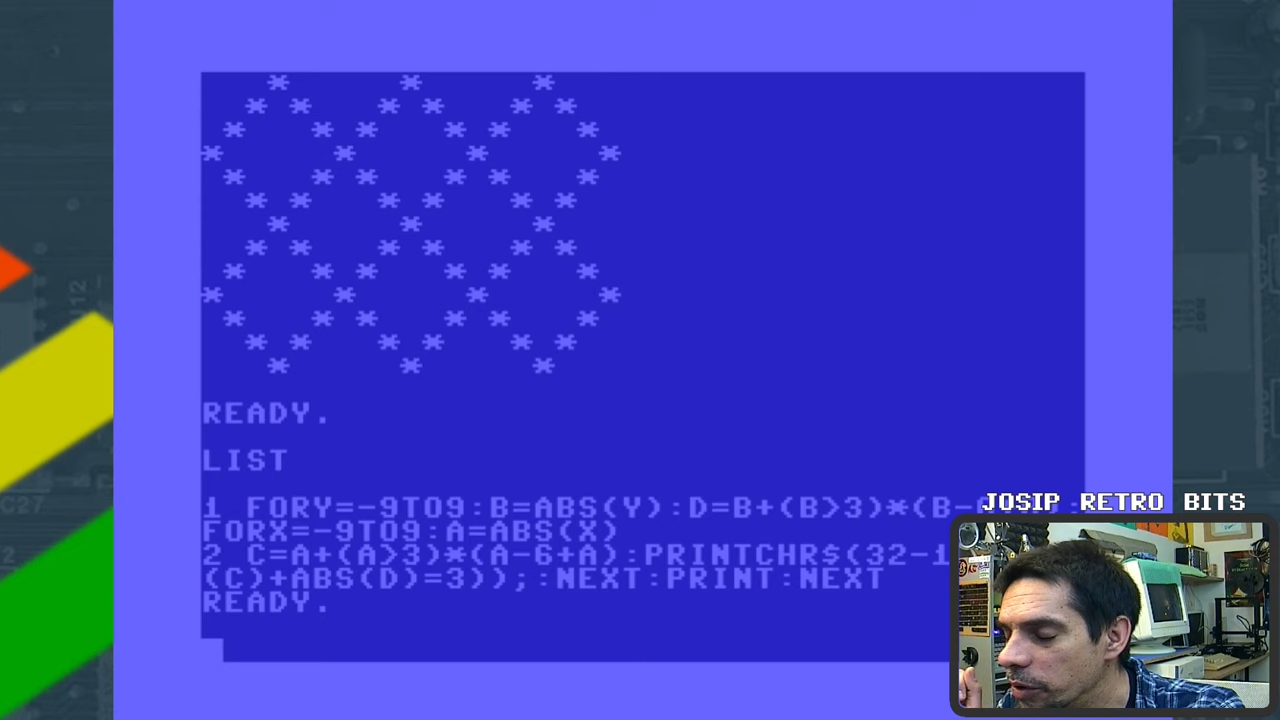 * * *
* * * * * *
* * * * * *
* * * *
* * * * * *
* * * * * *
* * *
* * * * * *
* * * * * *
* * * *
* * * * * *
* * * * * *
* * *
READY.
LIST
1 FORY=-9TO9:B=ABS(Y):D=B+(B>3)*(B-
JOSIP RETRO BITS
FORX=-9TO9:A=ABS(X)
2 C=A+(A>3)*(A-6+A):PRINTCHR$(32-1
(C)+ABS(D)=3));:NEXT:PRINT:NEXT
READY.